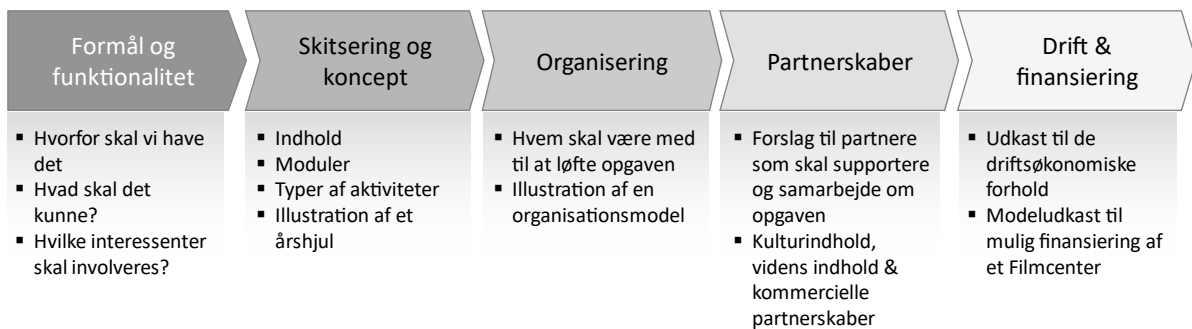 Formål og
funktionalitet
▪ Hvorfor skal vi have
det
▪ Hvad skal det
kunne?
▪ Hvilke interessenter
skal involveres?
Skitsering og
koncept
▪ Indhold
▪ Moduler
▪ Typer af aktiviteter
▪ Illustration af et
årshjul
Organisering
▪ Hvem skal være med
til at løfte opgaven
▪ Illustration af en
organisationsmodel
Partnerskaber
▪ Forslag til partnere
som skal supportere
og samarbejde om
opgaven
▪ Kulturindhold,
videns indhold &
kommercielle
partnerskaber
Drift &
finansiering
▪ Udkast til de
driftsøkonomiske
forhold
▪ Modeludkast til
mulig finansiering af
et Filmcenter